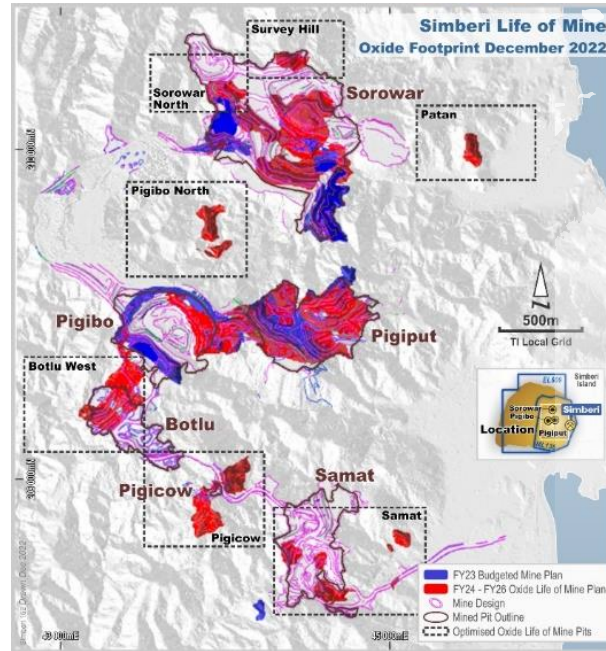 Simberi Life of Mine
Oxide Footprint December 2022
Survey Hill
Sorowar
North
Sorowar
Patan
Pigibo North
500m
TI Local Grid
Pigibo
Pigiput
Botlu West
Simberi
Island
Sorowar
Pigibo
Simberi
Location
Pigiput
Botlu
Samat
Pigicow
Pigicow
Samat
FY23 Budgeted Mine Plan
FY24 - FY26 Oxide Life of Mine Plan
Mine Design
Mined Pit Outline
Optimised Oxide Life of Mine Pits